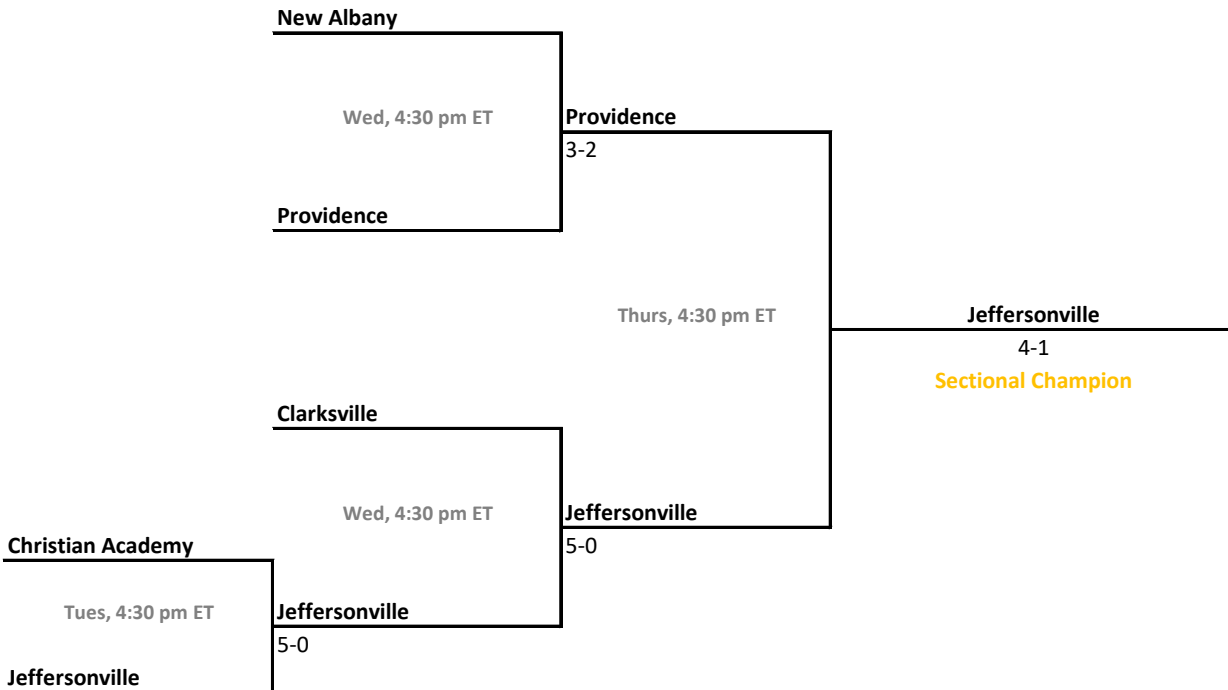 New Albany
Wed, 4:30 pm ET
Providence
3-2
Providence
Thurs, 4:30 pm ET
Jeffersonville
4-1
Sectional Champion
Clarksville
Wed, 4:30 pm ET
Jeffersonville
5-0
Christian Academy
Tues, 4:30 pm ET
Jeffersonville
5-0
Jeffersonville